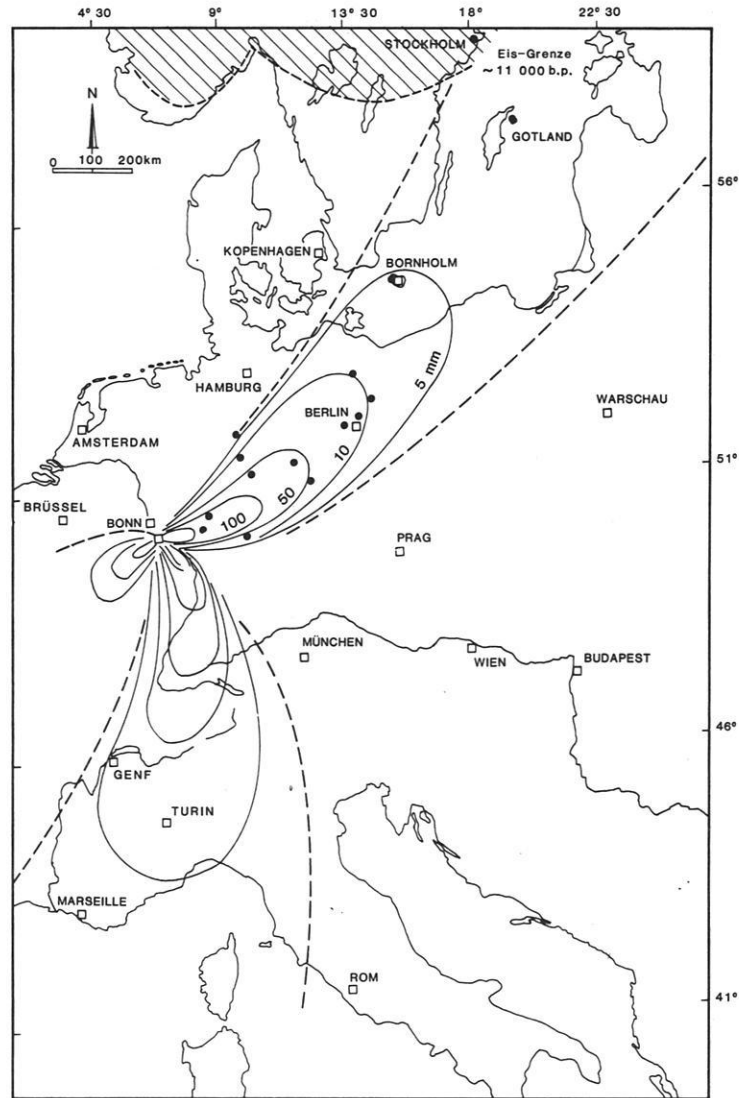 4° 30 9° 13° 30 18° 22° 30
STOCKHOLM
Eis-Grenze
~ 11 000 b.p.
N
0 100 200km
GOTLAND
56°
KOPENHAGEN
BORNHOLM
5 mm
HAMBURG
WARSCHAU
BERLIN
AMSTERDAM
10
51°
50
BRÜSSEL
100
BONN
PRAG
MÜNCHEN
WIEN
BUDAPEST
46°
GENF
TURIN
MARSEILLE
ROM
41°